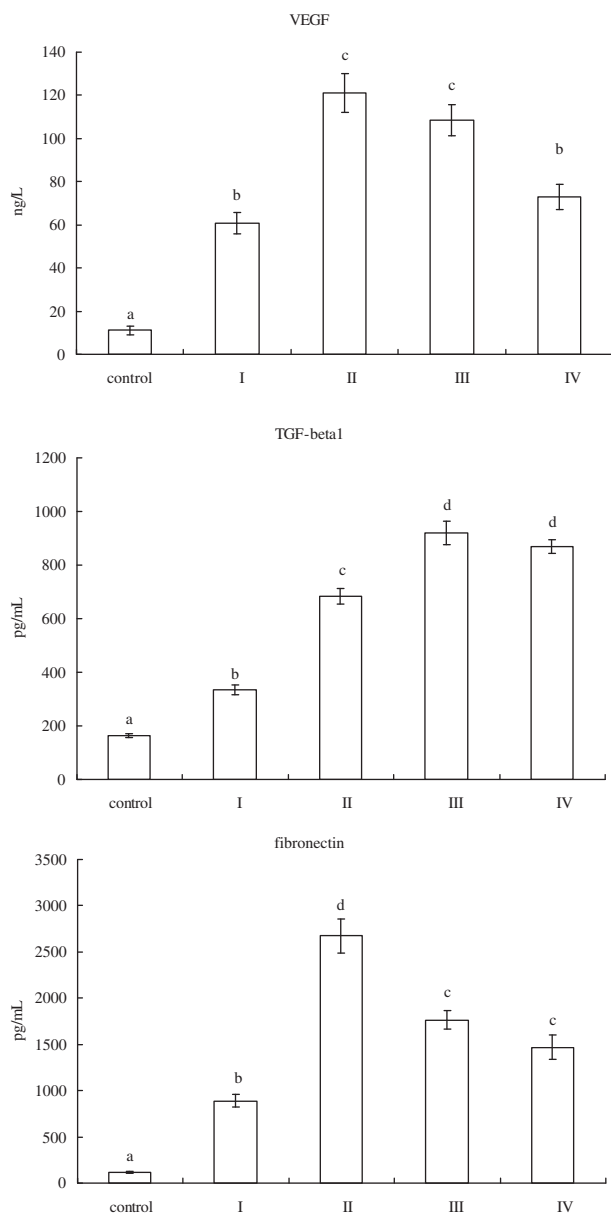 VEGF
140
c
120
c
100
80
b
b
60
40
20
a
0
ng/L
control I II III IV
TGF-beta1
1200
1000
d
d
800
c
600
400
b
200
a
0
pg/mL
control I II III IV
fibronectin
3500
3000
d
2500
2000
c
c
1500
1000
b
500
a
0
pg/mL
control I II III IV